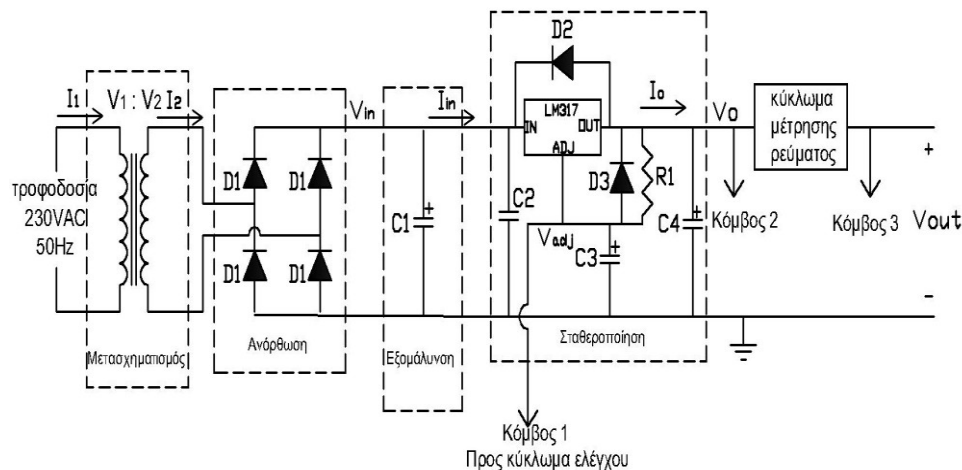 D2
I1
V1 : V2 I2
Vin
Iin
LM317
IN
OUT
ADJ
Io
Vo
κύκλωμα
μέτρησης
ρεύματος
+
τροφοδοσία
230VAC
50Hz
D1
D1
C1
+
C2
D3
R1
+
C4
Κόμβος 2
Κόμβος 3
Vout
Vadj
+
C3
D1
D1
-
Μετασχηματισμός
Ανόρθωση
Εξομάλυνση
Σταθεροποίηση
Κόμβος 1
Προς κύκλωμα ελέγχου